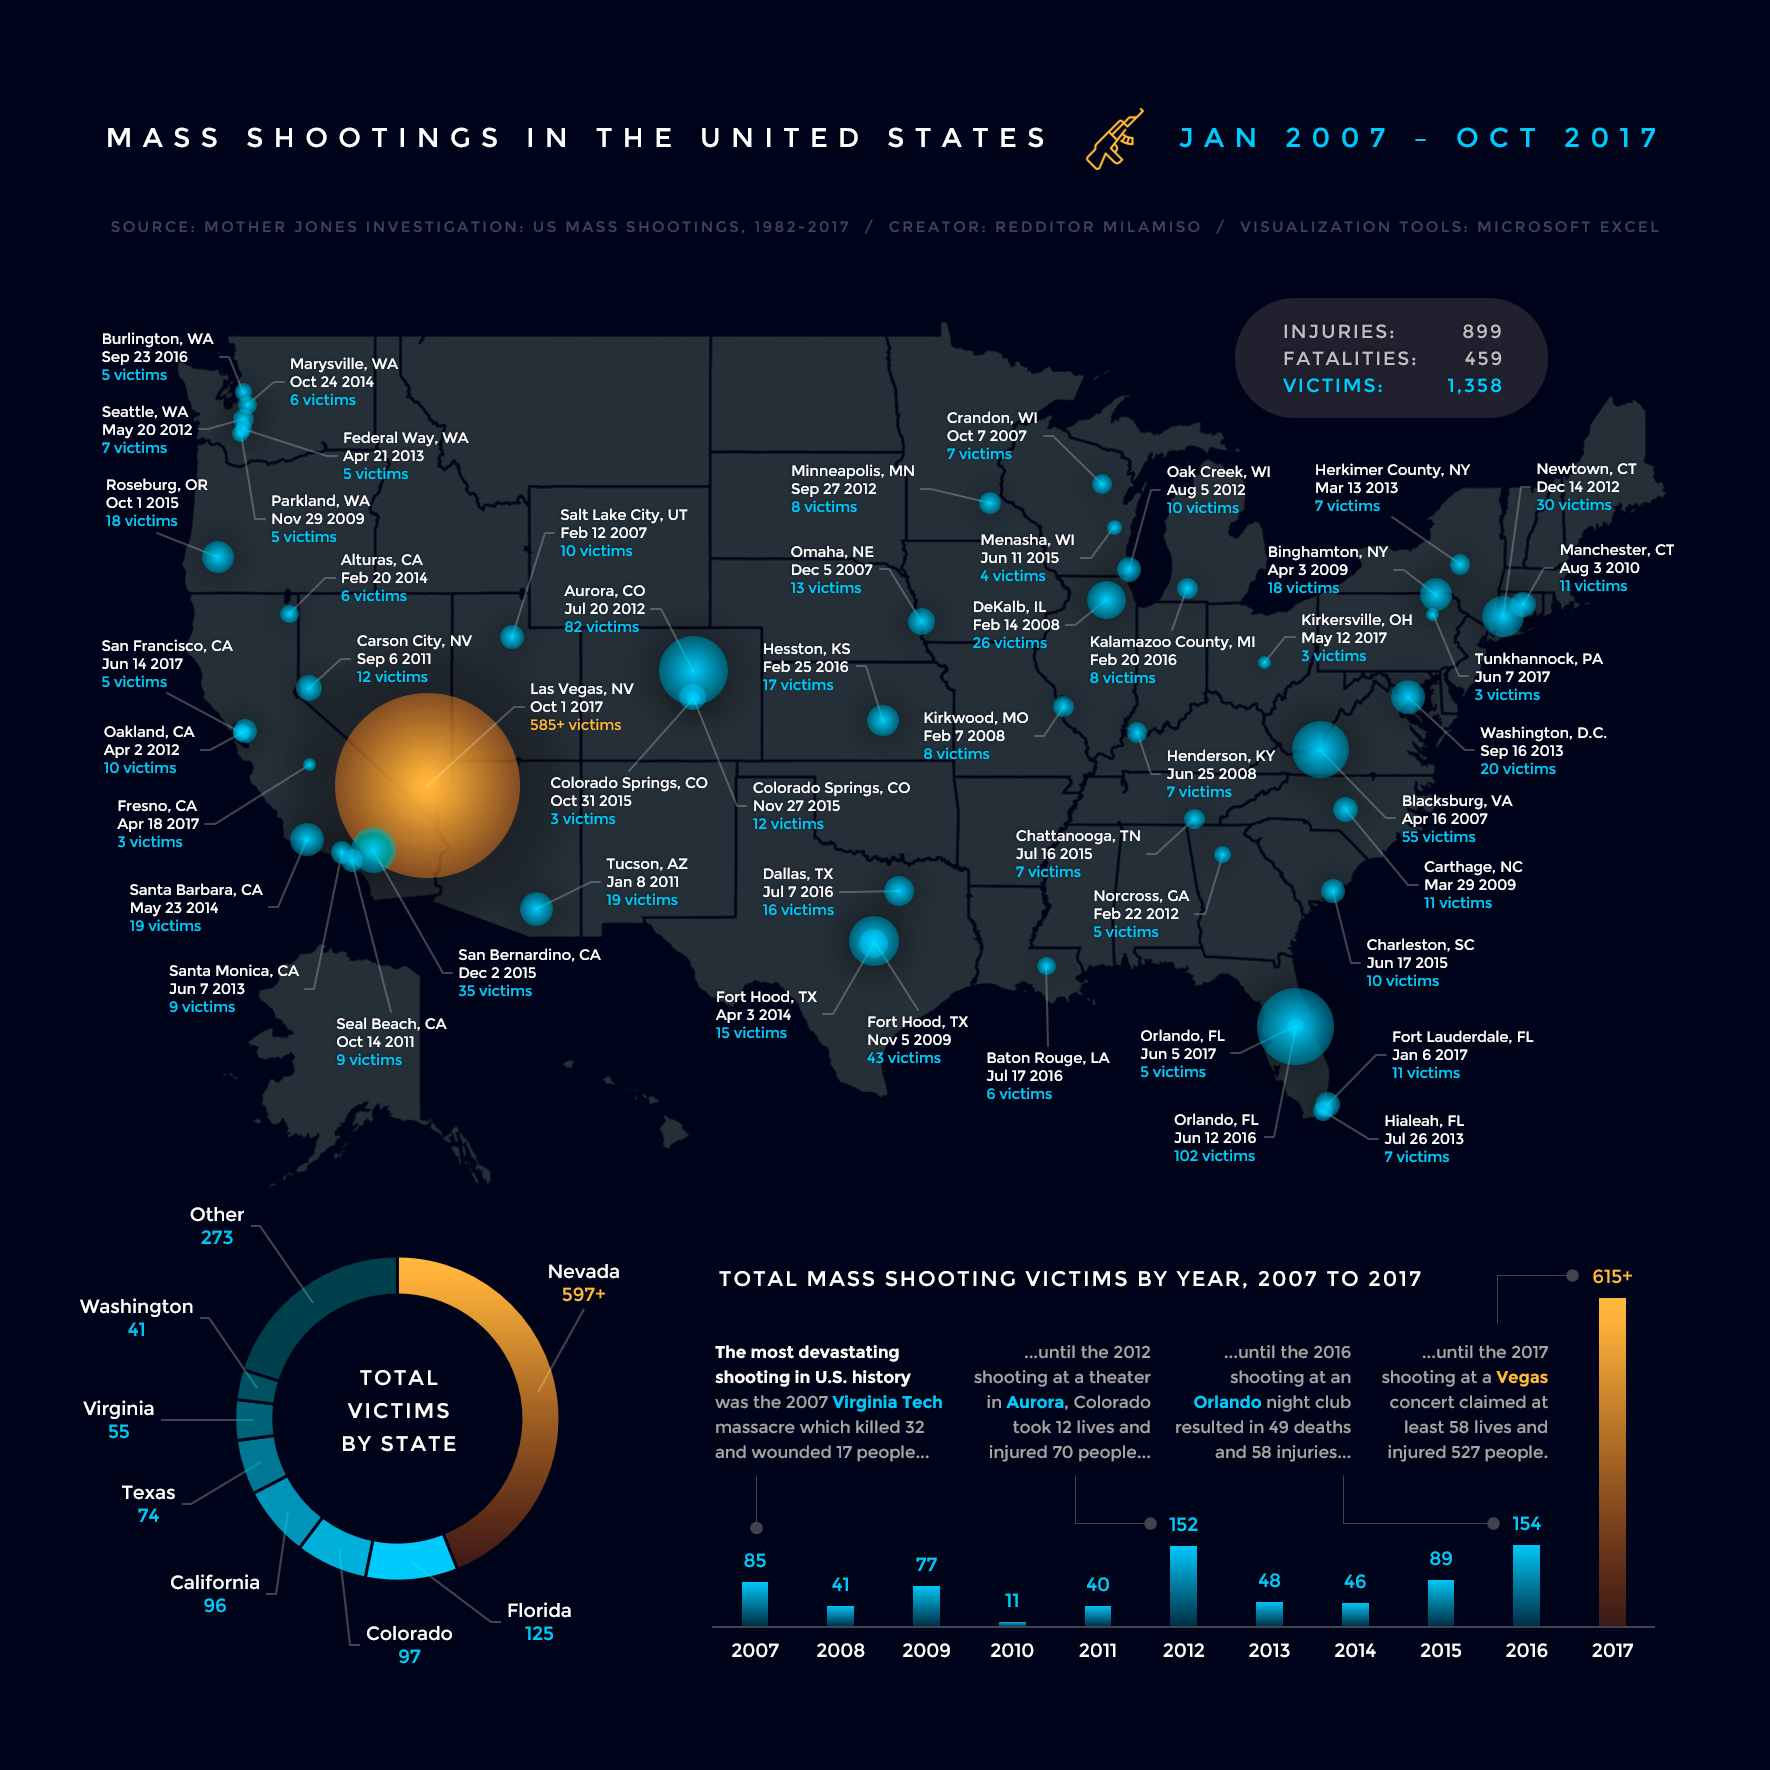 MASS SHOOTINGS IN THE UNITED STATES JAN 2007 – OCT 2017
SOURCE: MOTHER JONES INVESTIGATION: US MASS SHOOTINGS, 1982-2017 / CREATOR: REDDITOR MILAMISO / VISUALIZATION TOOLS: MICROSOFT EXCEL
INJURIES: 899
FATALITIES: 459
VICTIMS: 1,358
Burlington, WA
Sep 23 2016
5 victims
Marysville, WA
Oct 24 2014
6 victims
Seattle, WA
May 20 2012
7 victims
Federal Way, WA
Apr 21 2013
5 victims
Roseburg, OR
Oct 1 2015
18 victims
Parkland, WA
Nov 29 2009
5 victims
Alturas, CA
Feb 20 2014
6 victims
Salt Lake City, UT
Feb 12 2007
10 victims
Aurora, CO
Jul 20 2012
82 victims
San Francisco, CA
Jun 14 2017
5 victims
Carson City, NV
Sep 6 2011
12 victims
Las Vegas, NV
Oct 1 2017
585+ victims
Oakland, CA
Apr 2 2012
10 victims
Fresno, CA
Apr 18 2017
3 victims
Colorado Springs, CO
Oct 31 2015
3 victims
Colorado Springs, CO
Nov 27 2015
12 victims
Santa Barbara, CA
May 23 2014
19 victims
Tucson, AZ
Jan 8 2011
19 victims
Santa Monica, CA
Jun 7 2013
9 victims
San Bernardino, CA
Dec 2 2015
35 victims
Seal Beach, CA
Oct 14 2011
9 victims
Crandon, WI
Oct 7 2007
7 victims
Minneapolis, MN
Sep 27 2012
8 victims
Oak Creek, WI
Aug 5 2012
10 victims
Herkimer County, NY
Mar 13 2013
7 victims
Newtown, CT
Dec 14 2012
30 victims
Menasha, WI
Jun 11 2015
4 victims
Omaha, NE
Dec 5 2007
13 victims
Binghamton, NY
Apr 3 2009
18 victims
Manchester, CT
Aug 3 2010
11 victims
DeKalb, IL
Feb 14 2008
26 victims
Kalamazoo County, MI
Feb 20 2016
8 victims
Kirkersville, OH
May 12 2017
3 victims
Hesston, KS
Feb 25 2016
17 victims
Tunkhannock, PA
Jun 7 2017
3 victims
Kirkwood, MO
Feb 7 2008
8 victims
Henderson, KY
Jun 25 2008
7 victims
Washington, D.C.
Sep 16 2013
20 victims
Blacksburg, VA
Apr 16 2007
55 victims
Chattanooga, TN
Jul 16 2015
7 victims
Carthage, NC
Mar 29 2009
11 victims
Dallas, TX
Jul 7 2016
16 victims
Norcross, GA
Feb 22 2012
5 victims
Charleston, SC
Jun 17 2015
10 victims
Fort Hood, TX
Apr 3 2014
15 victims
Fort Hood, TX
Nov 5 2009
43 victims
Baton Rouge, LA
Jul 17 2016
6 victims
Orlando, FL
Jun 5 2017
5 victims
Fort Lauderdale, FL
Jan 6 2017
11 victims
Orlando, FL
Jun 12 2016
102 victims
Hialeah, FL
Jul 26 2013
7 victims
TOTAL
VICTIMS
BY STATE
Other
273
Nevada
597+
Washington
41
Virginia
55
Texas
74
California
96
Colorado
97
Florida
125
TOTAL MASS SHOOTING VICTIMS BY YEAR, 2007 TO 2017
The most devastating
shooting in U.S. history
was the 2007 Virginia Tech
massacre which killed 32
and wounded 17 people...
...until the 2012
shooting at a theater
in Aurora, Colorado
took 12 lives and
injured 70 people...
...until the 2016
shooting at an
Orlando night club
resulted in 49 deaths
and 58 injuries...
...until the 2017
shooting at a Vegas
concert claimed at
least 58 lives and
injured 527 people.
85 41 77 11 40 152 48 46 89 154 615+
2007 2008 2009 2010 2011 2012 2013 2014 2015 2016 2017